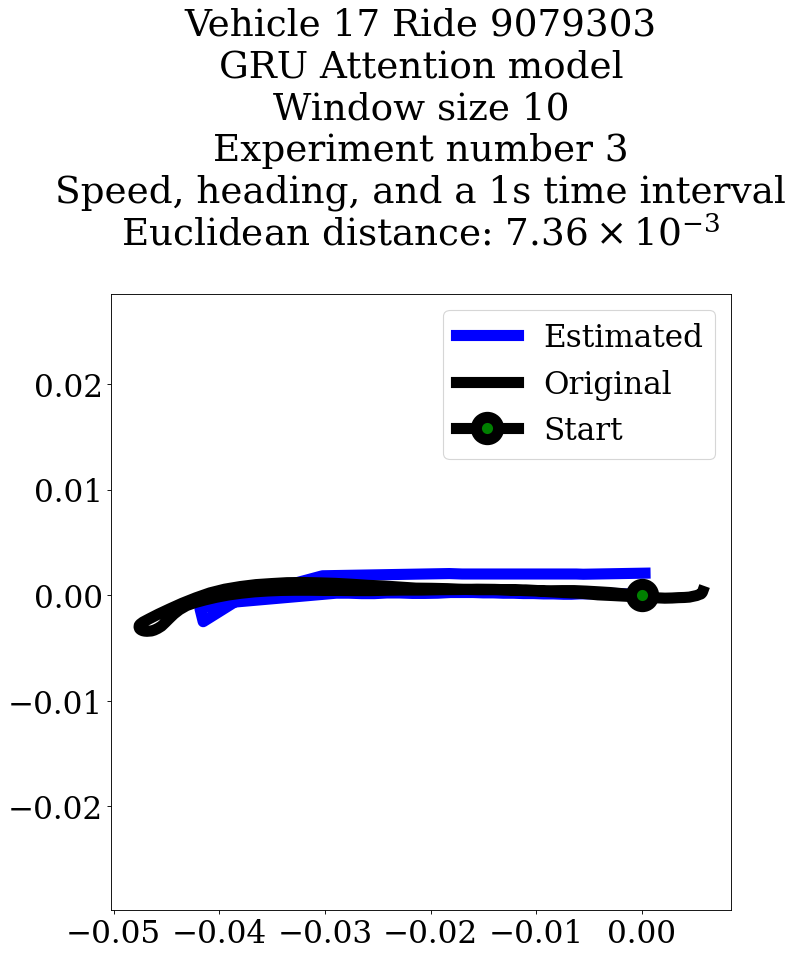 Vehicle 17 Ride 9079303
GRU Attention model
Window size 10
Experiment number 3
Speed, heading, and a 1s time interval
Euclidean distance: 7.36 × 10⁻³
Estimated
Original
Start
0.02
0.01
0.00
−0.01
−0.02
−0.05 −0.04 −0.03 −0.02 −0.01 0.00